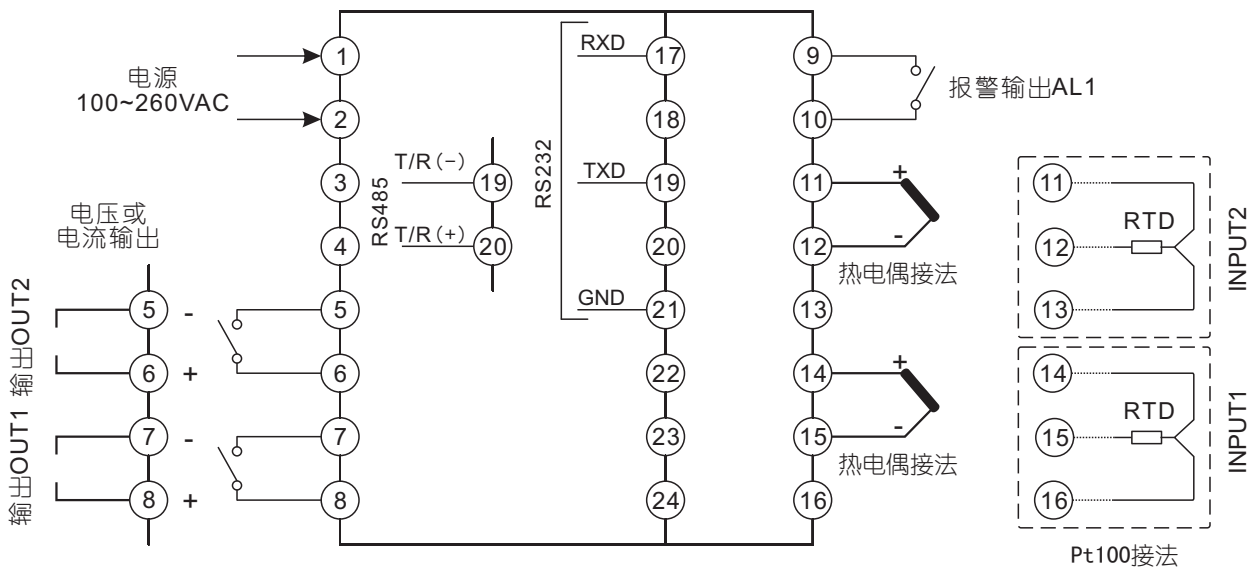 电源
100~260VAC
1
2
3
4
5
6
7
8
电压或
电流输出
输出OUT2
5
-
6
+
输出OUT1
7
-
8
+
RS485
T/R(-)
19
T/R(+)
20
RS232
RXD
17
18
TXD
19
20
GND
21
22
23
24
9
10
报警输出AL1
11
+
12
-
热电偶接法
13
14
+
15
-
热电偶接法
16
11
12
RTD
13
INPUT2
14
15
RTD
16
INPUT1
Pt100接法